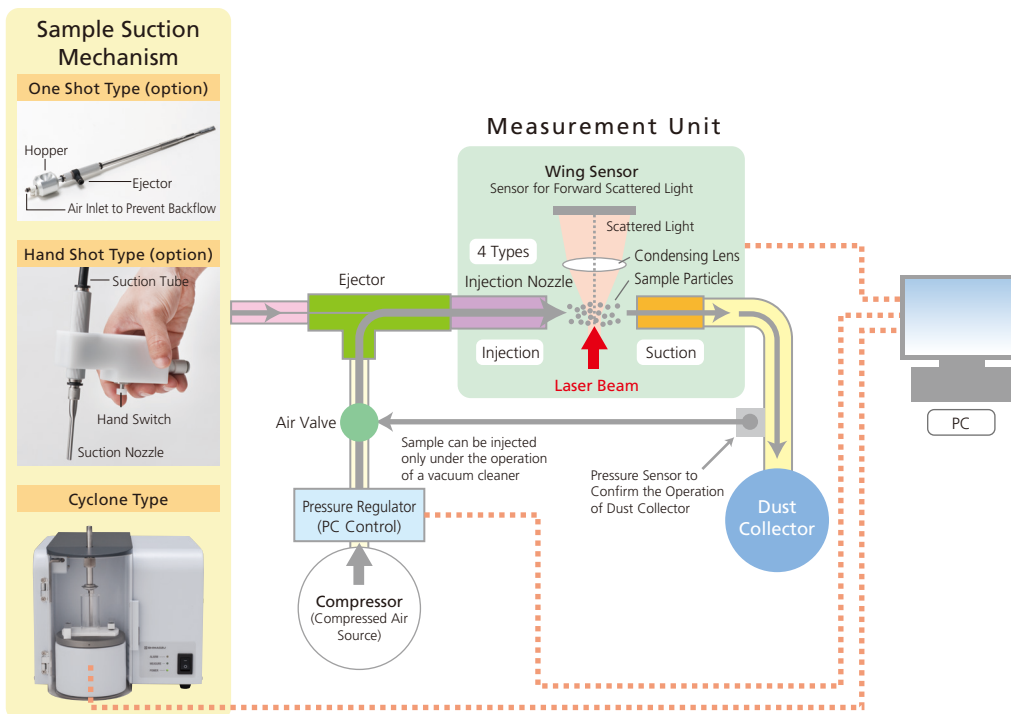 Sample Suction
Mechanism
One Shot Type (option)
Hopper
Ejector
Air Inlet to Prevent Backflow
Hand Shot Type (option)
Suction Tube
Hand Switch
Suction Nozzle
Cyclone Type
Measurement Unit
Wing Sensor
Sensor for Forward Scattered Light
Scattered Light
4 Types
Condensing Lens
Ejector
Injection Nozzle
Sample Particles
Injection
Suction
Laser Beam
Air Valve
Sample can be injected
only under the operation
of a vacuum cleaner
Pressure Sensor to
Confirm the Operation
of Dust Collector
PC
Pressure Regulator
(PC Control)
Dust
Collector
Compressor
(Compressed Air
Source)